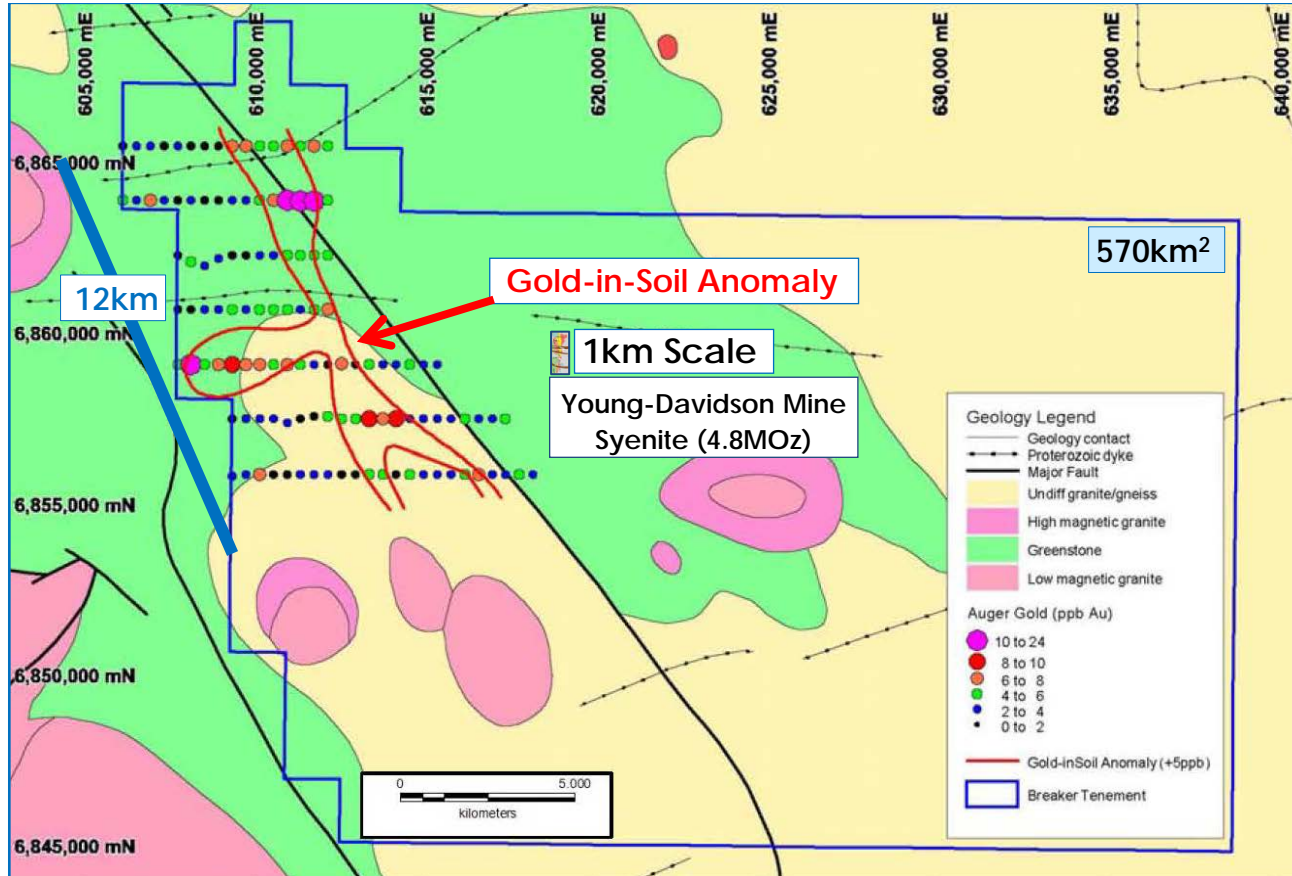 605,000 mE
610,000 mE
615,000 mE
620,000 mE
625,000 mE
630,000 mE
635,000 mE
640,000 mE
6,865,000 mN
570km²
12km
Gold-in-Soil Anomaly
6,860,000 mN
1km Scale
Young-Davidson Mine
Syenite (4.8MOz)
6,855,000 mN
6,850,000 mN
6,845,000 mN
0 5.000
kilometers
Geology Legend
Geology contact
Proterozoic dyke
Major Fault
Undiff granite/gneiss
High magnetic granite
Greenstone
Low magnetic granite
Auger Gold (ppb Au)
10 to 24
8 to 10
6 to 8
4 to 6
2 to 4
0 to 2
Gold-inSoil Anomaly (+5ppb)
Breaker Tenement